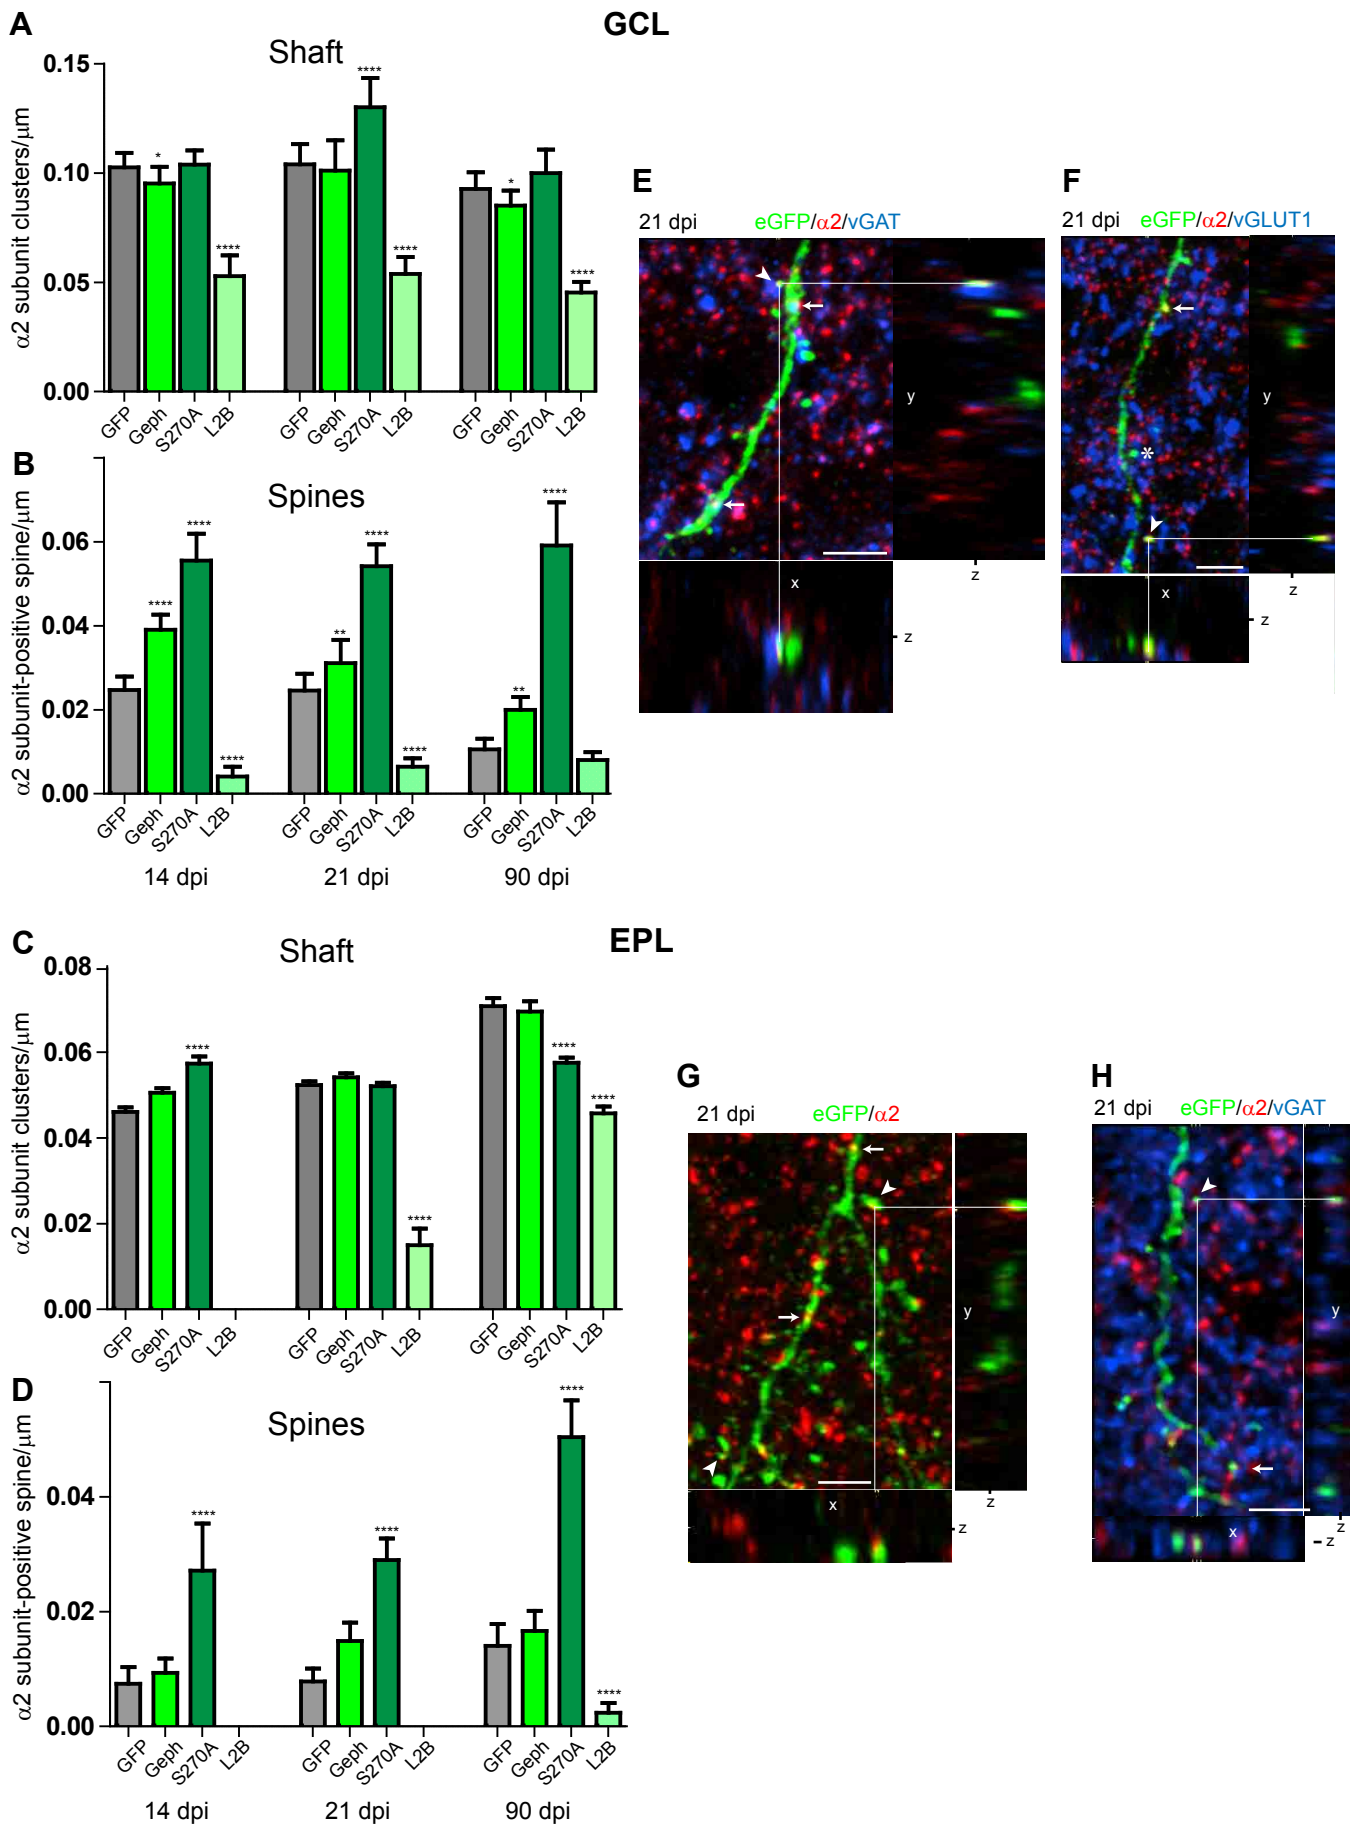 A
GCL
Shaft
α2 subunit clusters/μm
0.15
0.10
0.05
0.00
* **** **** **** * ****
GFP Geph S270A L2B GFP Geph S270A L2B GFP Geph S270A L2B
B
Spines
α2 subunit-positive spine/μm
0.06
0.04
0.02
0.00
**** **** **** ** **** **** ** ****
GFP Geph S270A L2B GFP Geph S270A L2B GFP Geph S270A L2B
14 dpi 21 dpi 90 dpi
E
21 dpi eGFP/α2/vGAT
y
z
x
z
F
21 dpi eGFP/α2/vGLUT1
*
y
z
x
z
C
EPL
Shaft
α2 subunit clusters/μm
0.08
0.06
0.04
0.02
0.00
**** **** **** ****
GFP Geph S270A L2B GFP Geph S270A L2B GFP Geph S270A L2B
D
Spines
α2 subunit-positive spine/μm
0.04
0.02
0.00
**** **** **** ****
GFP Geph S270A L2B GFP Geph S270A L2B GFP Geph S270A L2B
14 dpi 21 dpi 90 dpi
G
21 dpi eGFP/α2
y
z
x
z
H
21 dpi eGFP/α2/vGAT
y
z
x
z